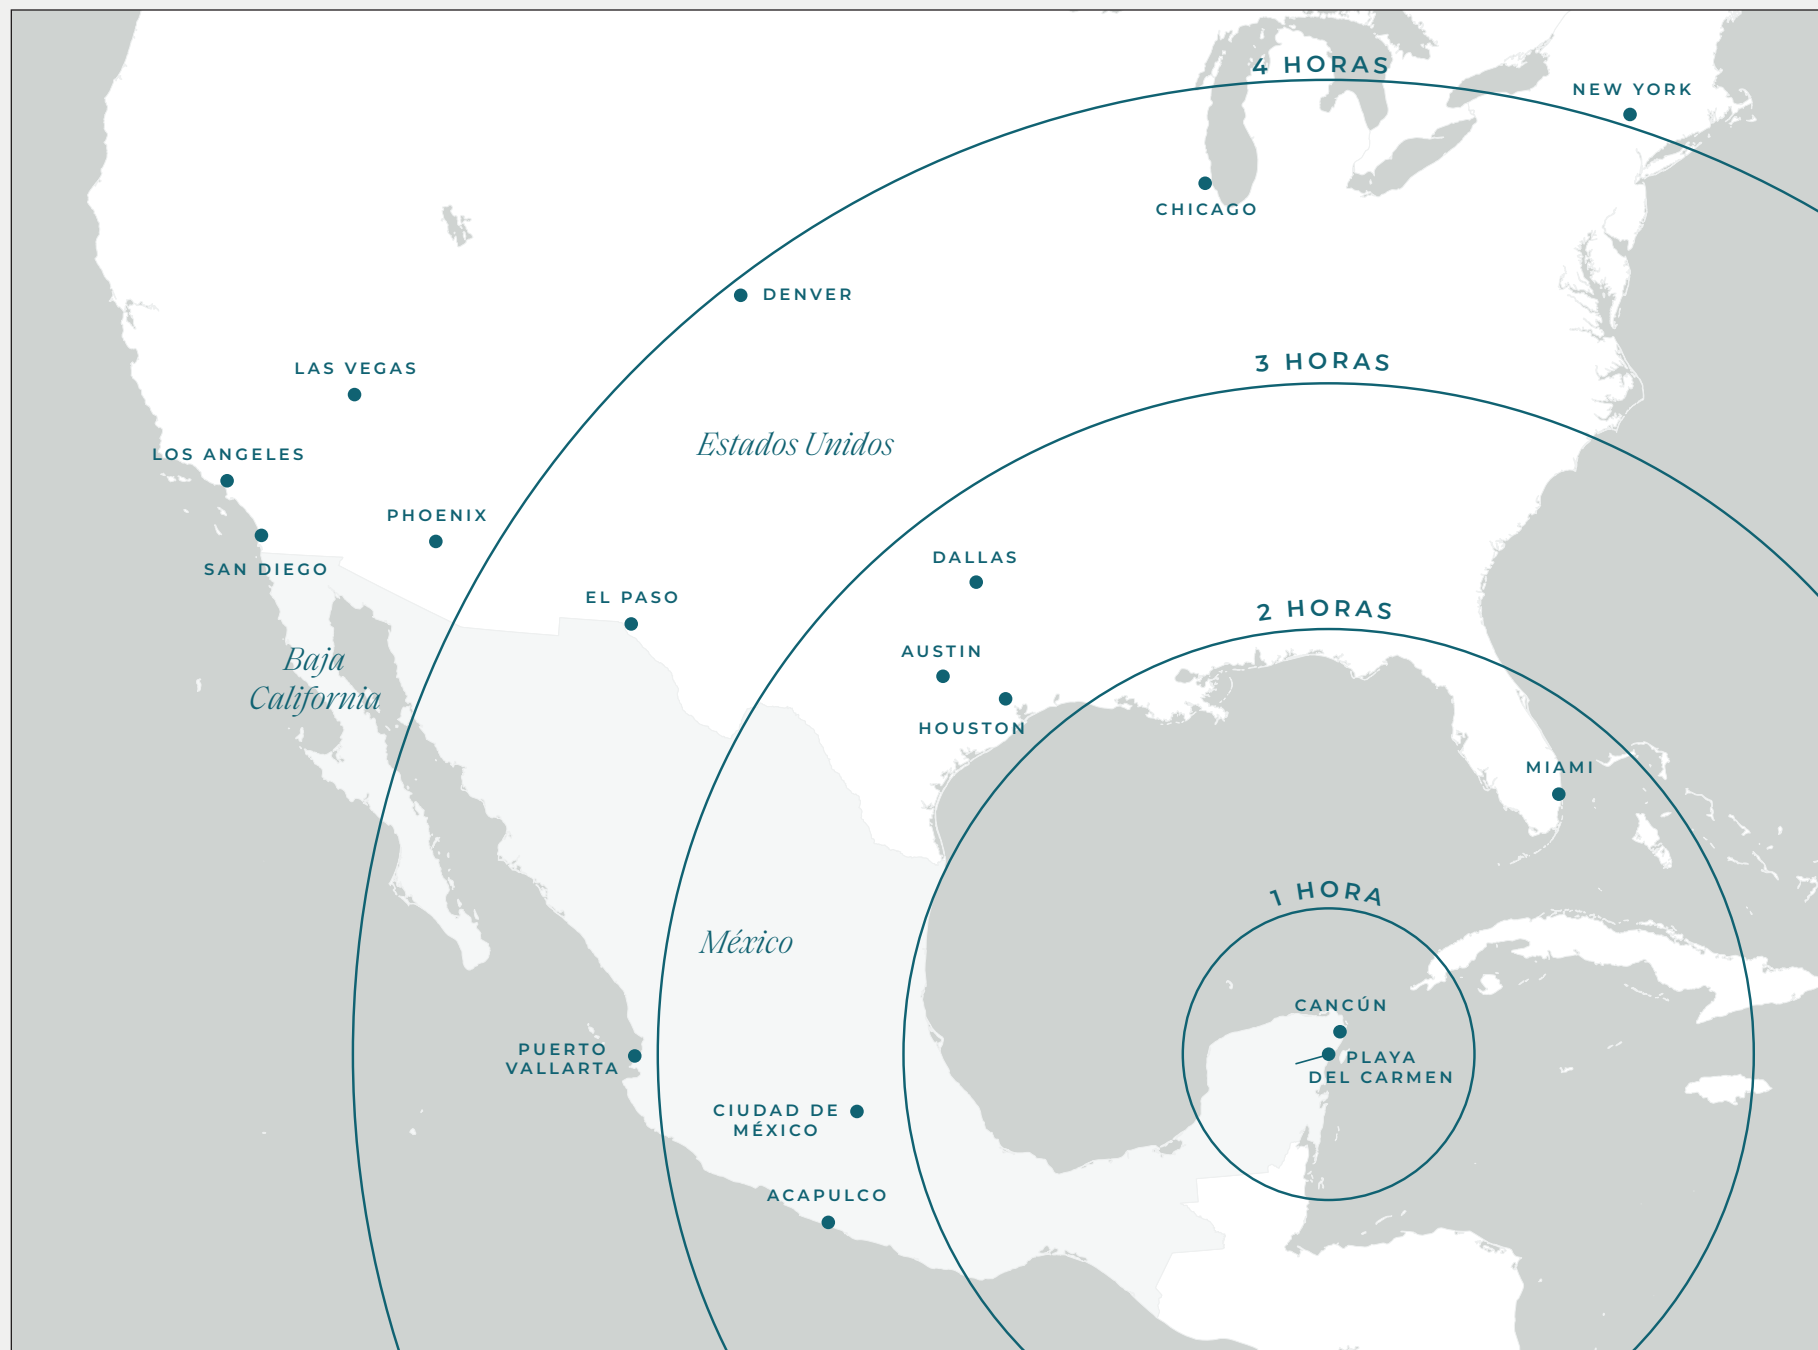 4 HORAS
NEW YORK
CHICAGO
DENVER
LAS VEGAS
3 HORAS
Estados Unidos
LOS ANGELES
PHOENIX
SAN DIEGO
DALLAS
EL PASO
2 HORAS
AUSTIN
Baja
California
HOUSTON
MIAMI
1 HORA
México
CANCÚN
PUERTO
VALLARTA
PLAYA
DEL CARMEN
CIUDAD DE
MÉXICO
ACAPULCO